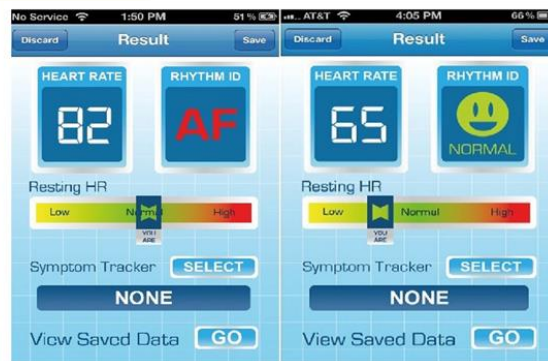 No Service 1:50 PM 51%
Discard Result Save
HEART RATE RHYTHM ID
82 AF
Resting HR
Low Normal High
YOU ARE
Symptom Tracker SELECT
NONE
View Saved Data GO
AT&T 4:05 PM 66%
Discard Result Save
HEART RATE RHYTHM ID
65 NORMAL
Resting HR
Low Normal High
YOU ARE
Symptom Tracker SELECT
NONE
View Saved Data GO